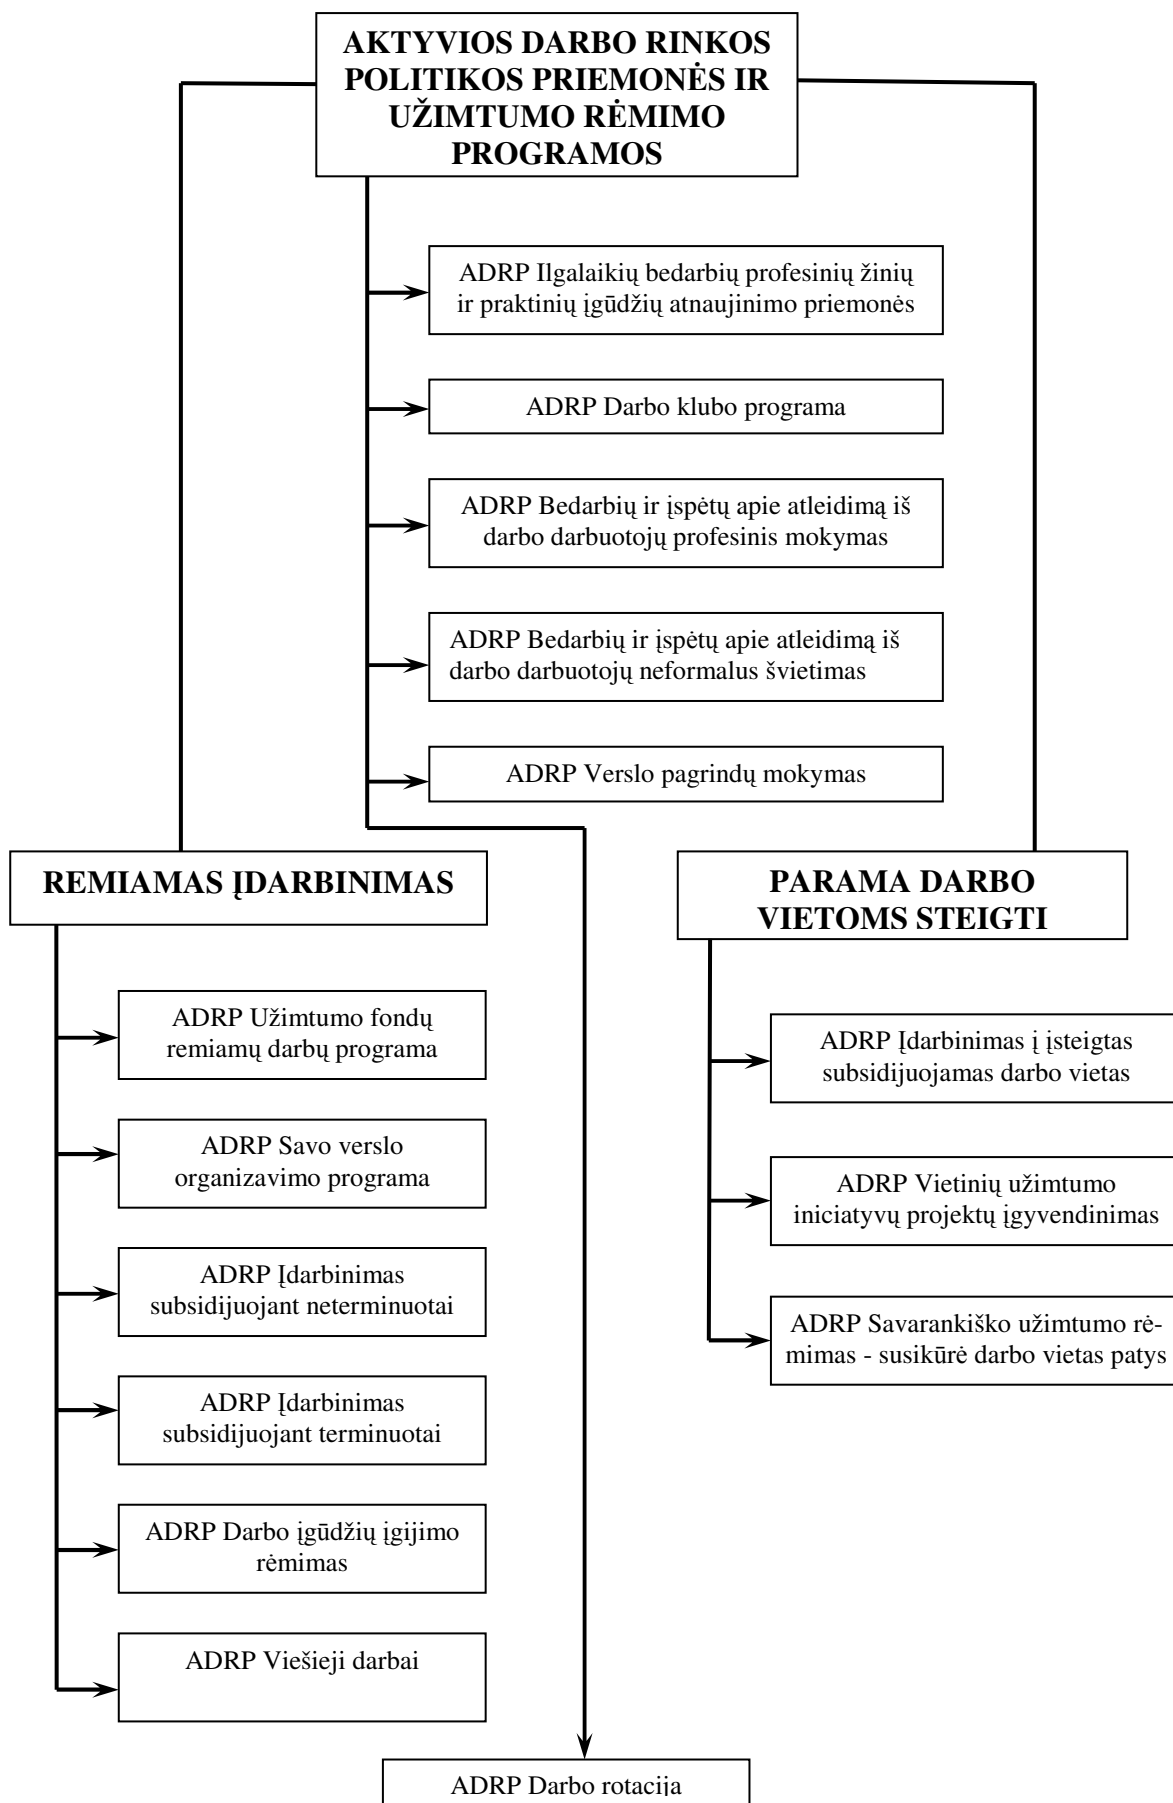 AKTYVIOS DARBO RINKOS
POLITIKOS PRIEMONĖS IR
UŽIMTUMO RĖMIMO
PROGRAMOS
ADRP Ilgalaikių bedarbių profesinių žinių
ir praktinių įgūdžių atnaujinimo priemonės
ADRP Darbo klubo programa
ADRP Bedarbių ir įspėtų apie atleidimą iš
darbo darbuotojų profesinis mokymas
ADRP Bedarbių ir įspėtų apie atleidimą iš
darbo darbuotojų neformalus švietimas
ADRP Verslo pagrindų mokymas
REMIAMAS ĮDARBINIMAS
ADRP Užimtumo fondų
remiamų darbų programa
ADRP Savo verslo
organizavimo programa
ADRP Įdarbinimas
subsidijuojant neterminuotai
ADRP Įdarbinimas
subsidijuojant terminuotai
ADRP Darbo įgūdžių įgijimo
rėmimas
ADRP Viešieji darbai
PARAMA DARBO
VIETOMS STEIGTI
ADRP Įdarbinimas į įsteigtas
subsidijuojamas darbo vietas
ADRP Vietinių užimtumo
iniciatyvų projektų įgyvendinimas
ADRP Savarankiško užimtumo rė-
mimas - susikūrė darbo vietas patys
ADRP Darbo rotacija